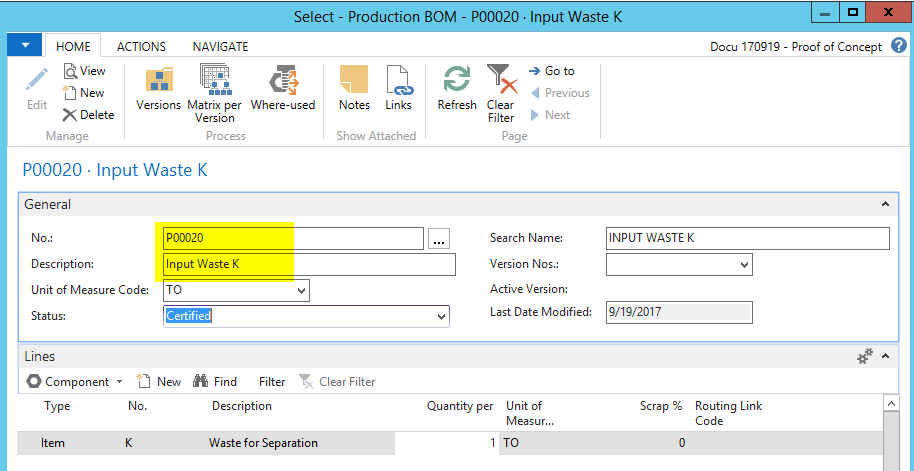 Select - Production BOM - P00020 · Input Waste K
HOME ACTIONS NAVIGATE Docu 170919 - Proof of Concept ?
Edit
View
New
Delete
Versions
Matrix per Version
Where-used
Notes
Links
Refresh
Clear Filter
Go to
Previous
Next
Manage Process Show Attached Page
P00020 · Input Waste K
General
No.: P00020 ... Search Name: INPUT WASTE K
Description: Input Waste K Version Nos.:
Unit of Measure Code: TO Active Version:
Status: Certified Last Date Modified: 9/19/2017
Lines
Component New Find Filter Clear Filter
Type No. Description Quantity per Unit of Measur... Scrap % Routing Link Code
Item K Waste for Separation 1 TO 0